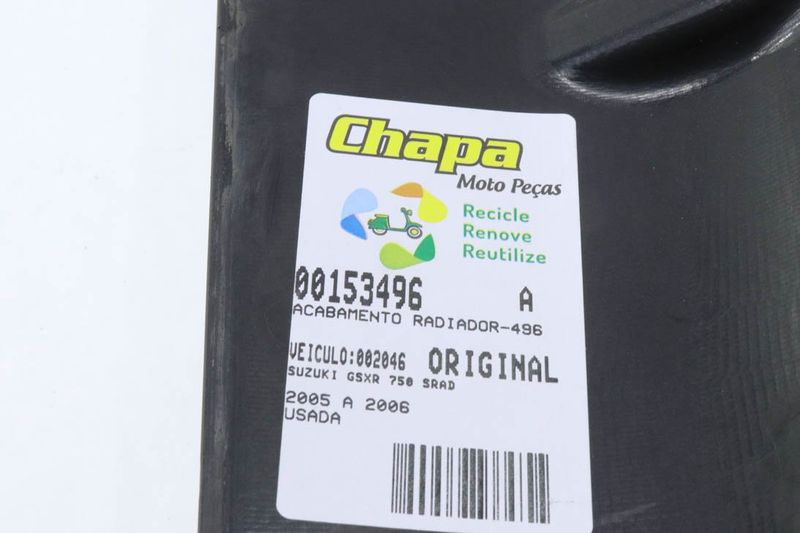 Chapa
Moto Peças
Recicle
Renove
Reutilize
00153496 A
ACABAMENTO RADIADOR-496
VEICULO:002046 ORIGINAL
SUZUKI GSXR 750 SRAD
2005 A 2006
USADA